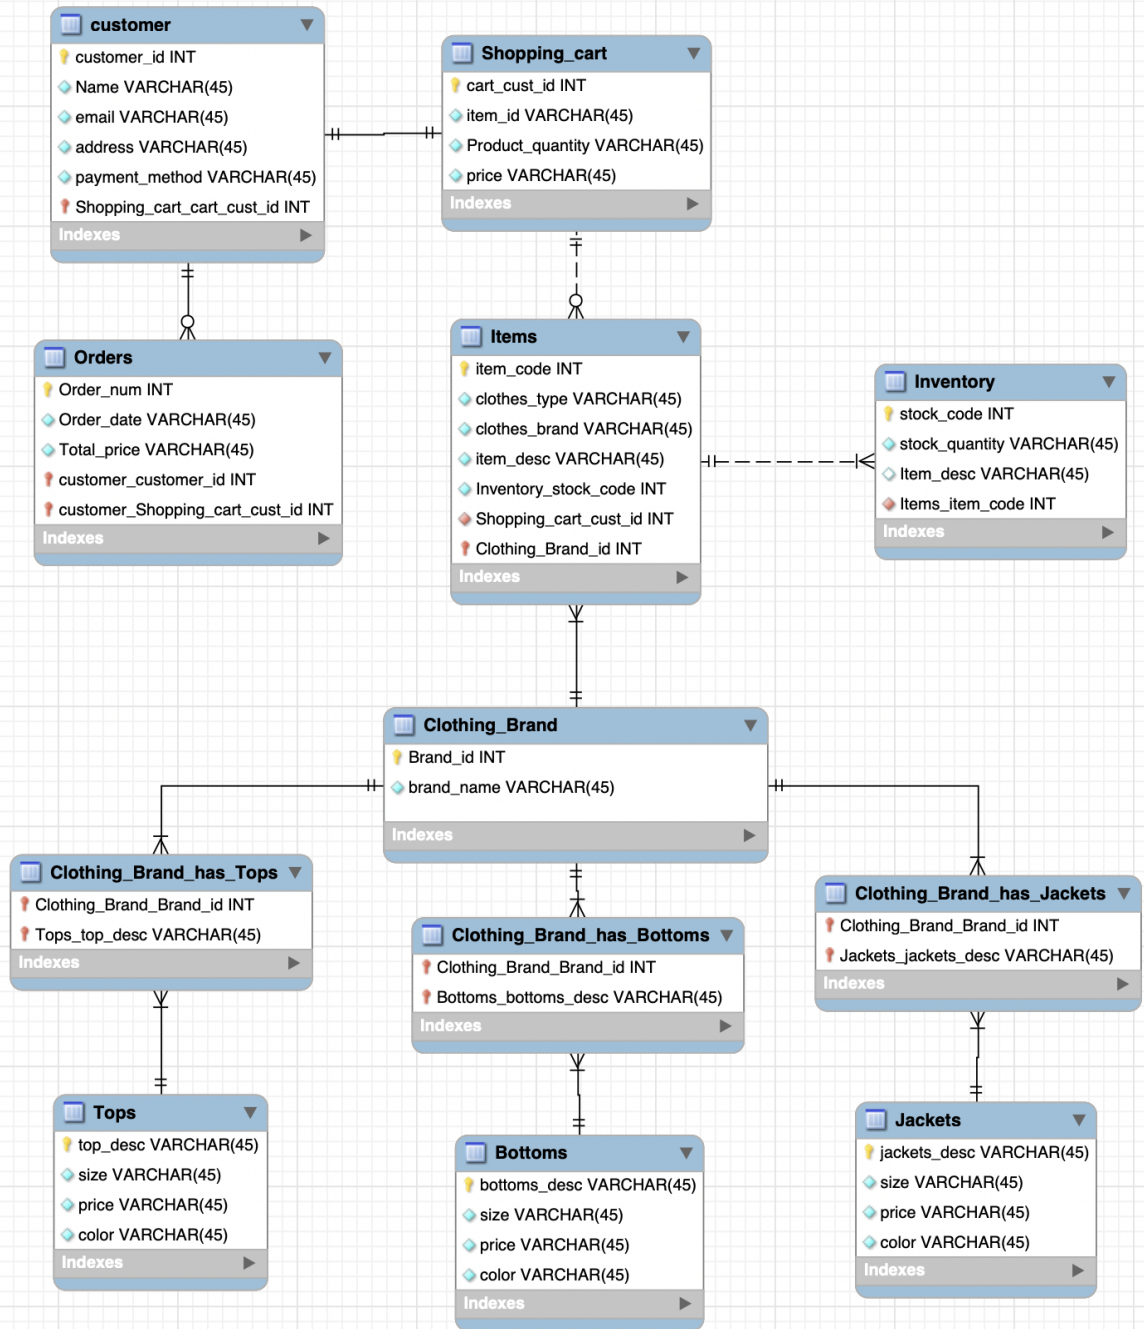 customer
customer_id INT
Name VARCHAR(45)
email VARCHAR(45)
address VARCHAR(45)
payment_method VARCHAR(45)
Shopping_cart_cart_cust_id INT
Indexes
Shopping_cart
cart_cust_id INT
item_id VARCHAR(45)
Product_quantity VARCHAR(45)
price VARCHAR(45)
Indexes
Orders
Order_num INT
Order_date VARCHAR(45)
Total_price VARCHAR(45)
customer_customer_id INT
customer_Shopping_cart_cust_id INT
Indexes
Items
item_code INT
clothes_type VARCHAR(45)
clothes_brand VARCHAR(45)
item_desc VARCHAR(45)
Inventory_stock_code INT
Shopping_cart_cust_id INT
Clothing_Brand_id INT
Indexes
Inventory
stock_code INT
stock_quantity VARCHAR(45)
Item_desc VARCHAR(45)
Items_item_code INT
Indexes
Clothing_Brand
Brand_id INT
brand_name VARCHAR(45)
Indexes
Clothing_Brand_has_Tops
Clothing_Brand_Brand_id INT
Tops_top_desc VARCHAR(45)
Indexes
Clothing_Brand_has_Bottoms
Clothing_Brand_Brand_id INT
Bottoms_bottoms_desc VARCHAR(45)
Indexes
Clothing_Brand_has_Jackets
Clothing_Brand_Brand_id INT
Jackets_jackets_desc VARCHAR(45)
Indexes
Tops
top_desc VARCHAR(45)
size VARCHAR(45)
price VARCHAR(45)
color VARCHAR(45)
Indexes
Bottoms
bottoms_desc VARCHAR(45)
size VARCHAR(45)
price VARCHAR(45)
color VARCHAR(45)
Indexes
Jackets
jackets_desc VARCHAR(45)
size VARCHAR(45)
price VARCHAR(45)
color VARCHAR(45)
Indexes